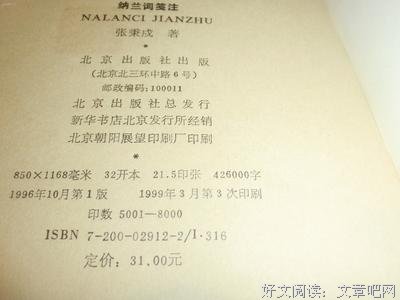 纳兰词笺注
NALANCI JIANZHU
张秉戍 著
*
北京出版社出版
(北京北三环中路6号)
邮政编码:100011
北京出版社总发行
新华书店北京发行所经销
北京朝阳展望印刷厂印刷
*
850×1168毫米 32开本 21.5印张 426000字
1996年10月第1版 1999年3月第3次印刷
印数 5001—8000
ISBN 7-200-02912-2/I·316
定价: 31.00元
好文阅读:文章吧网